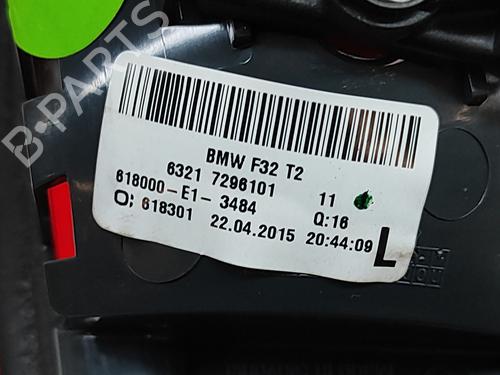 B-PARTS
BMW F32 T2
6321 7296101 11
618000-E1-3484 Q:16
O; 618301 22.04.2015 20:44:09 L